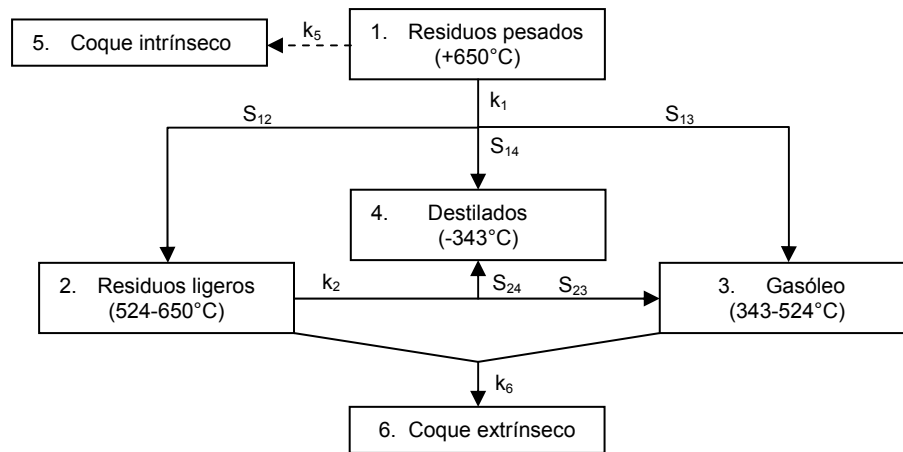 5. Coque intrínseco
k5
1. Residuos pesados
(+650°C)
k1
S12
S13
S14
4. Destilados
(-343°C)
2. Residuos ligeros
(524-650°C)
k2
S24
S23
3. Gasóleo
(343-524°C)
k6
6. Coque extrínseco